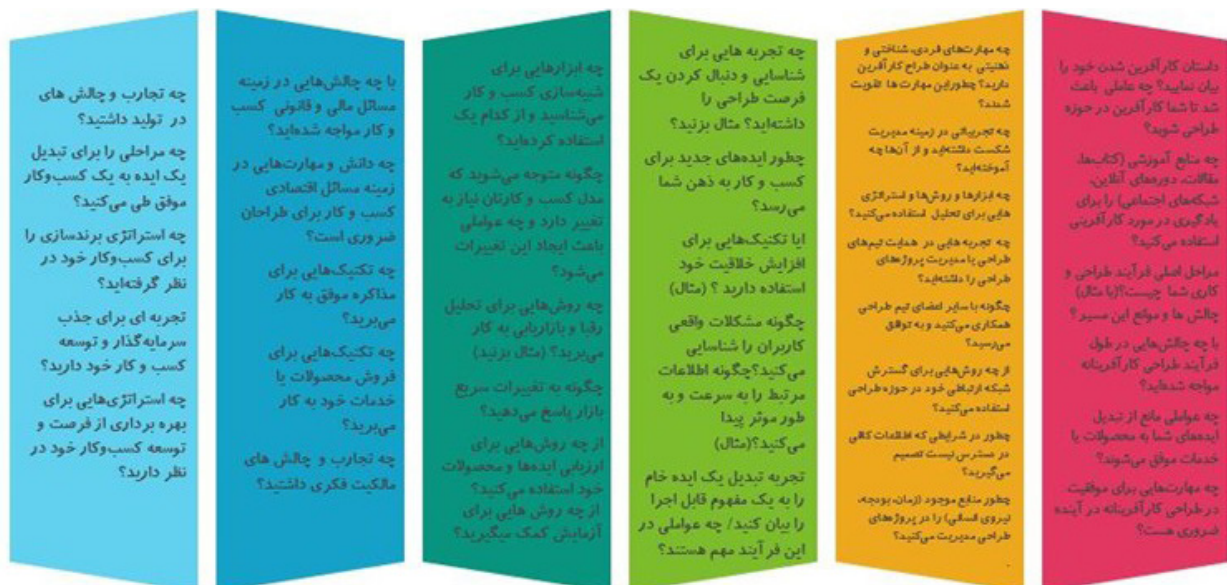 داستان کارآفرین شدن خود را
بیان نمایید؟ چه عاملی باعث
شد تا شما کارآفرین در حوزه
طراحی شوید؟
چه منابع آموزشی (کتاب‌ها،
مقالات، دوره‌های آنلاین،
شبکه‌های اجتماعی) را برای
یادگیری در مورد کارآفرینی
استفاده می‌کنید؟
مراحل اصلی فرآیند طراحی و
کاری شما چیست؟(با مثال)
چالش ها و موانع این مسیر؟
با چه چالش‌هایی در طول
فرآیند طراحی کارآفرینانه
مواجه شده‌اید؟
چه عواملی مانع از تبدیل
ایده‌های شما به محصولات یا
خدمات موفق می‌شوند؟
چه مهارت‌هایی برای موفقیت
در طراحی کارآفرینانه در آینده
ضروری هست؟
چه مهارت‌های فردی، شناختی و
ذهنیتی به عنوان طراح کارآفرین
دارید؟ چطوراین مهارت ها تقویت
شدند؟
چه تجربیاتی در زمینه مدیریت
شکست داشته‌اید و از آن‌ها چه
آموخته‌اید؟
چه ابزارها و روش‌ها و استراتژی
هایی برای تحلیل استفاده می‌کنید؟
چه تجربه هایی در هدایت تیم‌های
طراحی یا مدیریت پروژه‌های
طراحی را داشته‌اید؟
چگونه با سایر اعضای تیم طراحی
همکاری می‌کنید و به توافق
می‌رسید؟
از چه روش‌هایی برای گسترش
شبکه ارتباطی خود در حوزه طراحی
استفاده می‌کنید؟
چطور در شرایطی که اطلاعات کافی
در دسترس نیست تصمیم
می‌گیرید؟
چطور منابع موجود (زمان، بودجه،
نیروی انسانی) را در پروژه‌های
طراحی مدیریت می‌کنید؟
.
چه تجربه هایی برای
شناسایی و دنبال کردن یک
فرصت طراحی را
داشته‌اید؟ مثال بزنید؟
چطور ایده‌های جدید برای
کسب و کار به ذهن شما
می‌رسد؟
ایا تکنیک‌هایی برای
افزایش خلاقیت خود
استفاده دارید ؟ (مثال)
چگونه مشکلات واقعی
کاربران را شناسایی
می‌کنید؟چگونه اطلاعات
مرتبط را به سرعت و به
طور موثر پیدا
می‌کنید؟(مثال)
تجربه تبدیل یک ایده خام
را به یک مفهوم قابل اجرا
را بیان کنید/ چه عواملی در
این فر آیند مهم هستند؟
چه ابزارهایی برای
شبیه‌سازی کسب و کار
می‌شناسید و از کدام یک
استفاده کرده‌اید؟
چگونه متوجه می‌شوید که
مدل کسب و کارتان نیاز به
تغییر دارد و چه عواملی
باعث ایجاد این تغییرات
می‌شود؟
چه روش‌هایی برای تحلیل
رقبا و بازاریابی به کار
می‌برید؟ (مثال بزنید)
چگونه به تغییرات سریع
بازار پاسخ می‌دهید؟
از چه روش‌هایی برای
ارزیابی ایده‌ها و محصولات
خود استفاده می‌کنید؟
از چه روش هایی برای
آزمایش کمک میگیرید؟
با چه چالش‌هایی در زمینه
مسائل مالی و قانونی کسب
و کار مواجه شده‌اید؟
چه دانش و مهارت‌هایی در
زمینه مسائل اقتصادی
کسب و کار برای طراحان
ضروری است؟
چه تکنیک‌هایی برای
مذاکره موفق به کار
می‌برید؟
چه تکنیک‌هایی برای
فروش محصولات یا
خدمات خود به کار
می‌برید؟
چه تجارب و چالش های
مالکیت فکری داشتید؟
چه تجارب و چالش های
در تولید داشتید؟
چه مراحلی را برای تبدیل
یک ایده به یک کسب‌وکار
موفق طی می‌کنید؟
چه استراتژی برندسازی را
برای کسب‌وکار خود در
نظر گرفته‌اید؟
تجربه ای برای جذب
سرمایه‌گذار و توسعه
کسب و کار خود دارید؟
چه استراتژی‌هایی برای
بهره برداری از فرصت و
توسعه کسب‌وکار خود در
نظر دارید؟